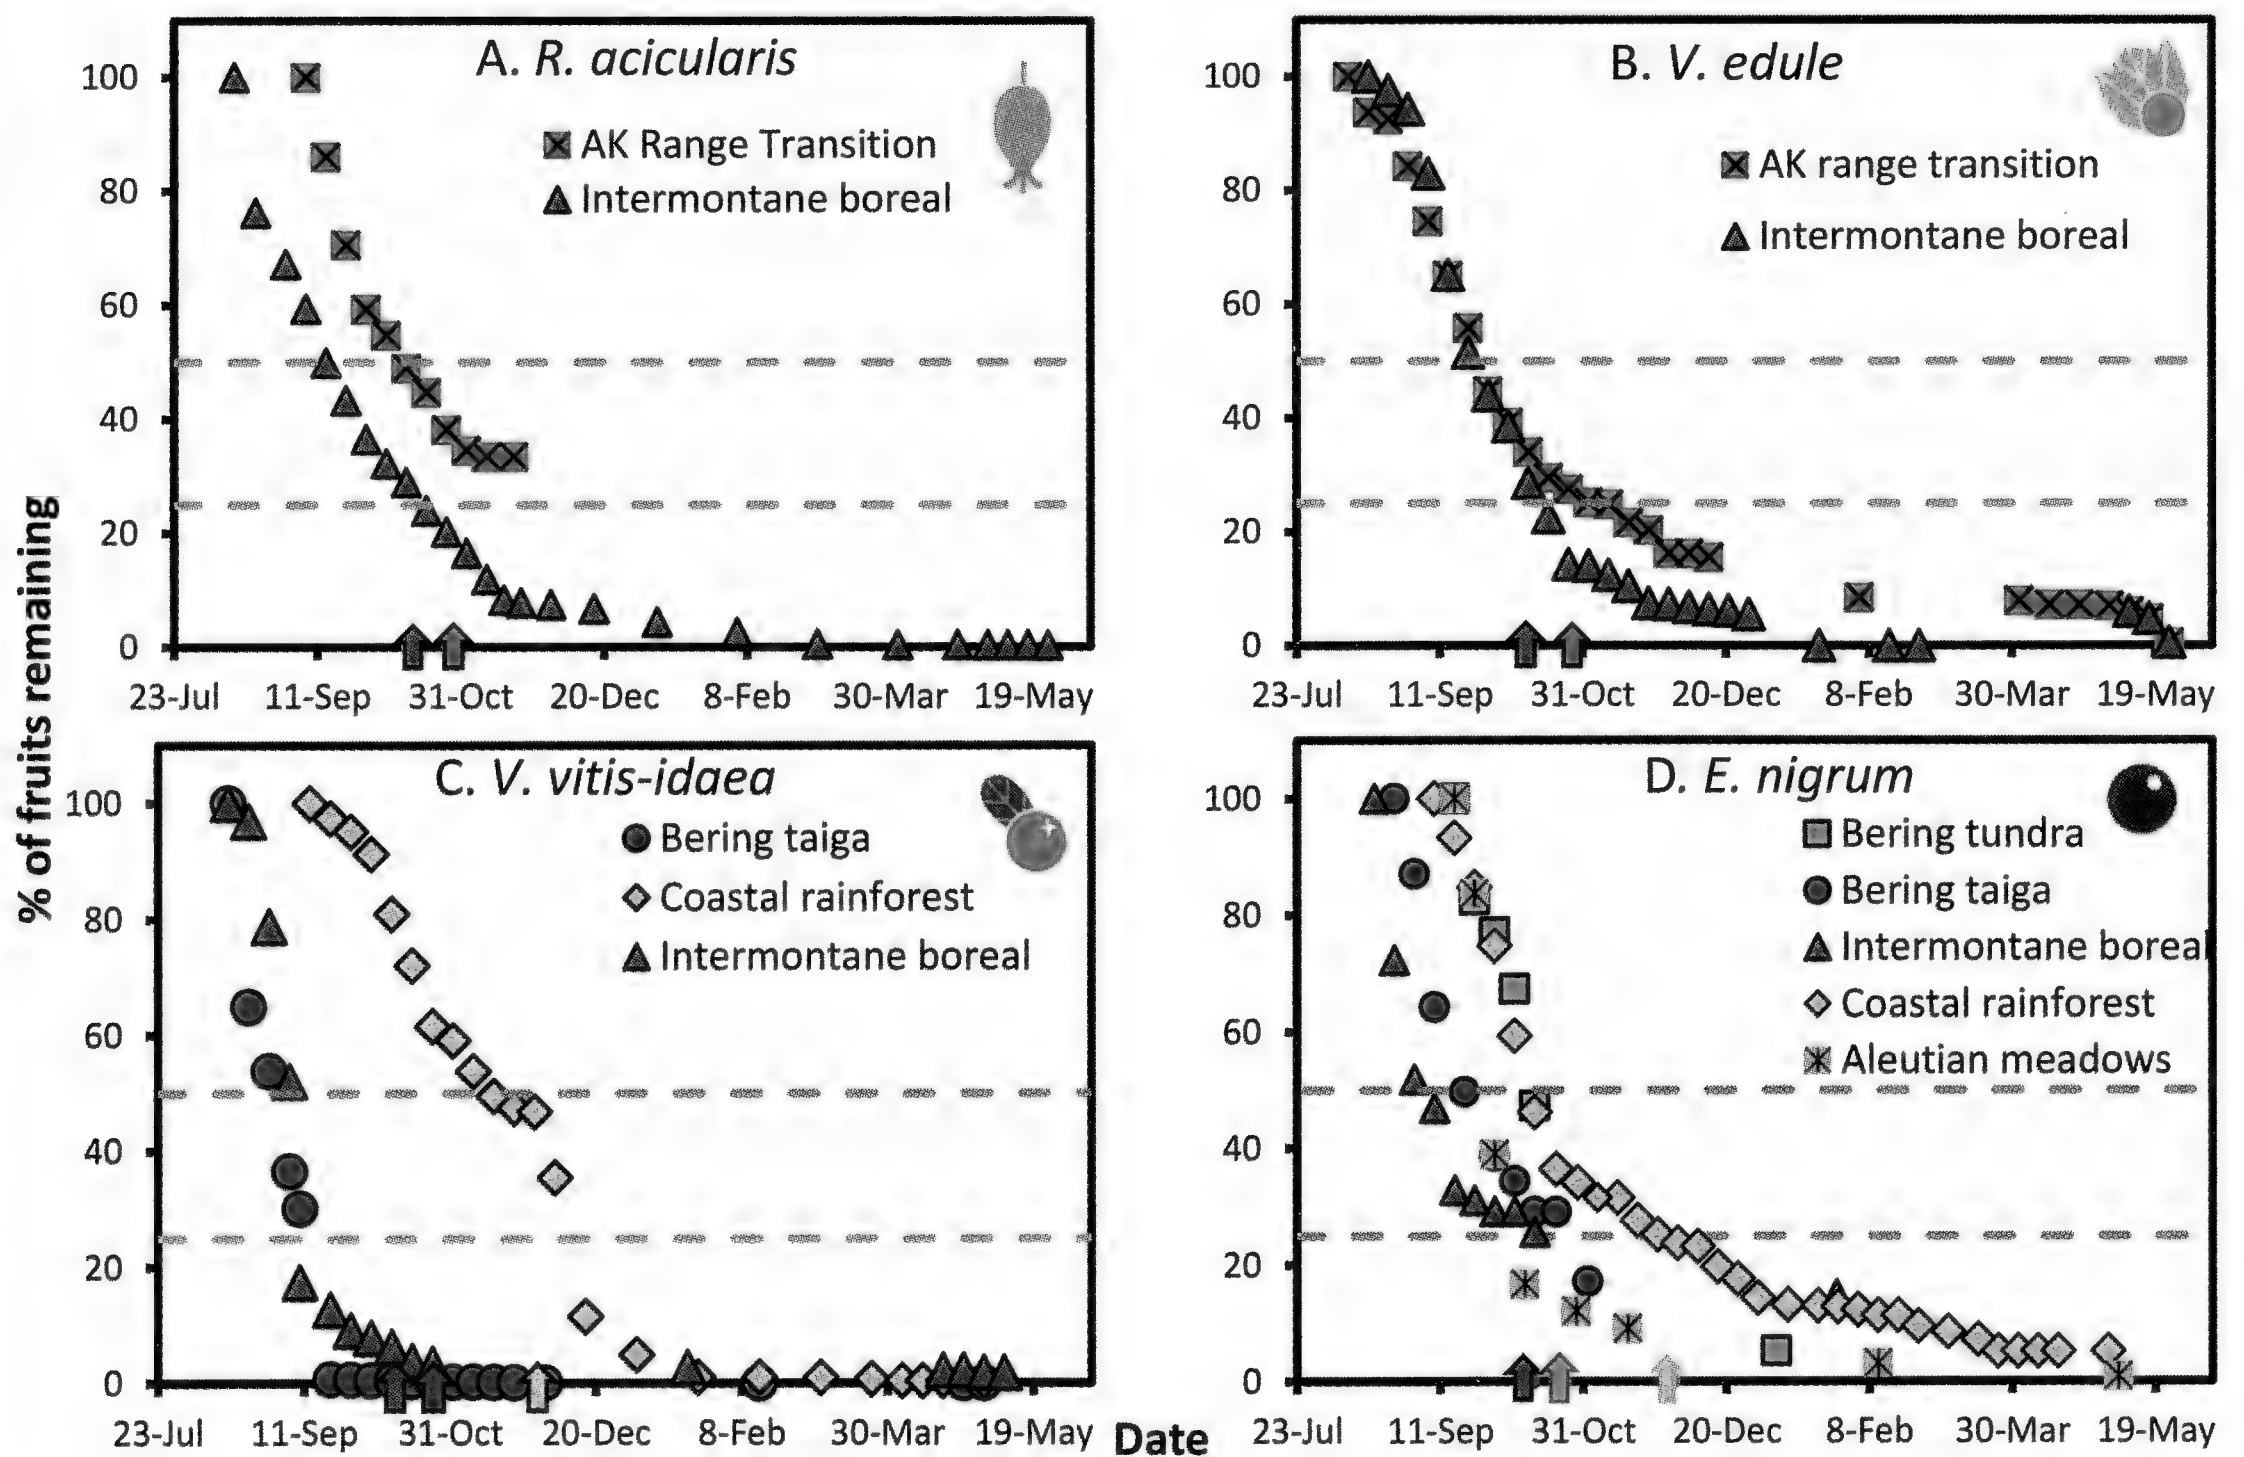 % of fruits remaining
A. R. acicularis
AK Range Transition
Intermontane boreal
100
80
60
40
20
0
23-Jul 11-Sep 31-Oct 20-Dec 8-Feb 30-Mar 19-May
B. V. edule
AK range transition
Intermontane boreal
100
80
60
40
20
0
23-Jul 11-Sep 31-Oct 20-Dec 8-Feb 30-Mar 19-May
C. V. vitis-idaea
Bering taiga
Coastal rainforest
Intermontane boreal
100
80
60
40
20
0
23-Jul 11-Sep 31-Oct 20-Dec 8-Feb 30-Mar 19-May
D. E. nigrum
Bering tundra
Bering taiga
Intermontane boreal
Coastal rainforest
Aleutian meadows
100
80
60
40
20
0
23-Jul 11-Sep 31-Oct 20-Dec 8-Feb 30-Mar 19-May
Date